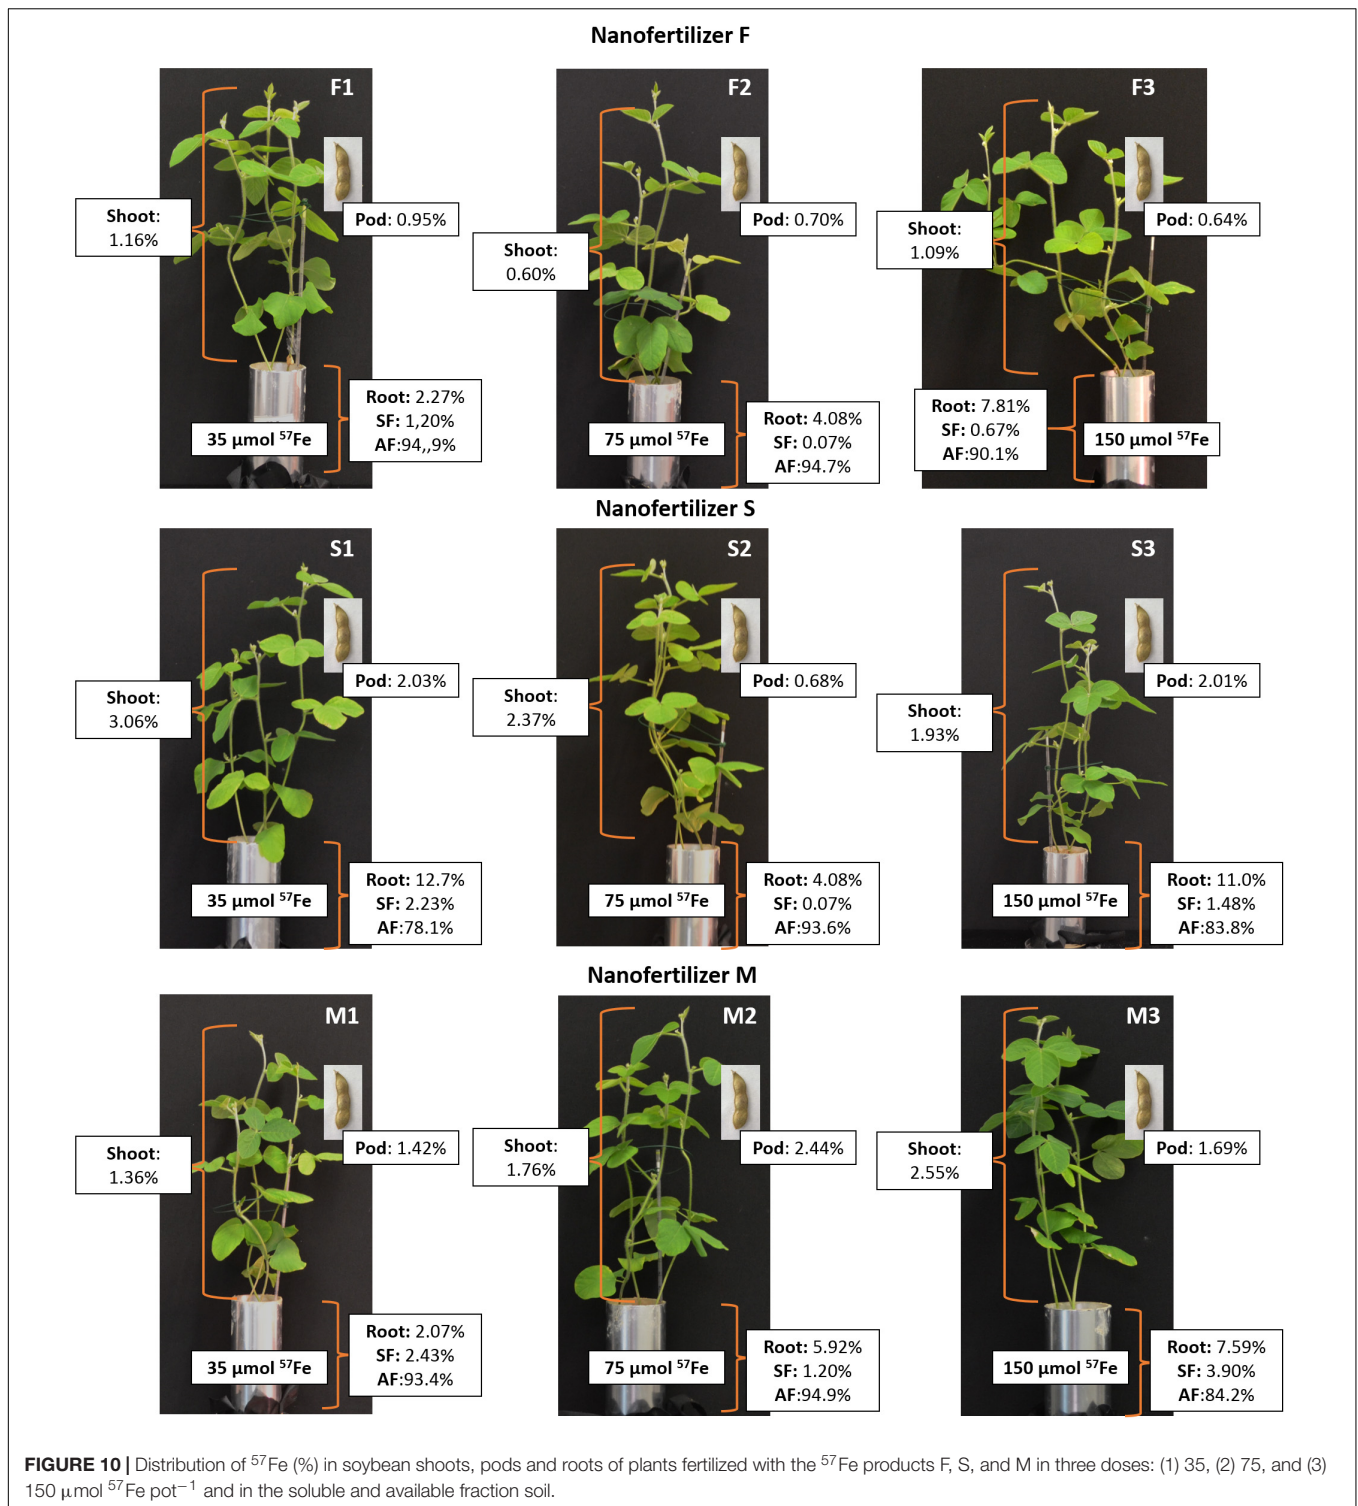 Nanofertilizer F
F1
Shoot:
1.16%
Pod: 0.95%
Root: 2.27%
SF: 1,20%
AF:94,,9%
35 µmol ⁵⁷Fe
F2
Shoot:
0.60%
Pod: 0.70%
Root: 4.08%
SF: 0.07%
AF:94.7%
75 µmol ⁵⁷Fe
F3
Shoot:
1.09%
Pod: 0.64%
Root: 7.81%
SF: 0.67%
AF:90.1%
150 µmol ⁵⁷Fe
Nanofertilizer S
S1
Shoot:
3.06%
Pod: 2.03%
Root: 12.7%
SF: 2.23%
AF:78.1%
35 µmol ⁵⁷Fe
S2
Shoot:
2.37%
Pod: 0.68%
Root: 4.08%
SF: 0.07%
AF:93.6%
75 µmol ⁵⁷Fe
S3
Shoot:
1.93%
Pod: 2.01%
Root: 11.0%
SF: 1.48%
AF:83.8%
150 µmol ⁵⁷Fe
Nanofertilizer M
M1
Shoot:
1.36%
Pod: 1.42%
Root: 2.07%
SF: 2.43%
AF:93.4%
35 µmol ⁵⁷Fe
M2
Shoot:
1.76%
Pod: 2.44%
Root: 5.92%
SF: 1.20%
AF:94.9%
75 µmol ⁵⁷Fe
M3
Shoot:
2.55%
Pod: 1.69%
Root: 7.59%
SF: 3.90%
AF:84.2%
150 µmol ⁵⁷Fe
FIGURE 10 | Distribution of ⁵⁷Fe (%) in soybean shoots, pods and roots of plants fertilized with the ⁵⁷Fe products F, S, and M in three doses: (1) 35, (2) 75, and (3)
150 µmol ⁵⁷Fe pot⁻¹ and in the soluble and available fraction soil.